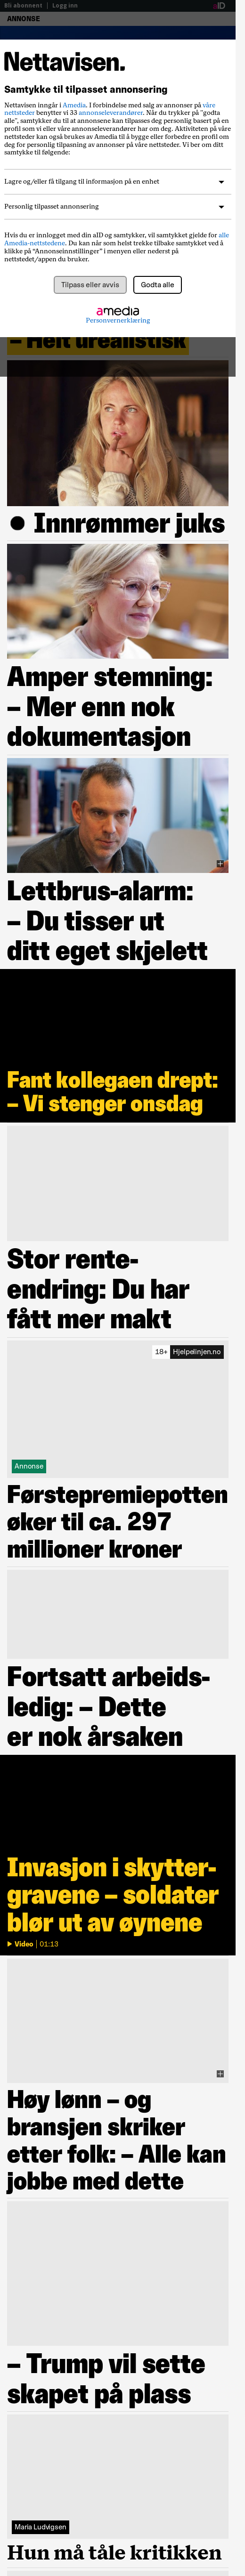 Bli abonnent | Logg inn
aID
ANNONSE
Nettavisen.
Samtykke til tilpasset annonsering
Nettavisen inngår i Amedia. I forbindelse med salg av annonser på våre
nettsteder benytter vi 33 annonseleverandører. Når du trykker på "godta
alle", samtykker du til at annonsene kan tilpasses deg personlig basert på din
profil som vi eller våre annonseleverandører har om deg. Aktiviteten på våre
nettsteder kan også brukes av Amedia til å bygge eller forbedre en profil om
deg for personlig tilpasning av annonser på våre nettsteder. Vi ber om ditt
samtykke til følgende:
Lagre og/eller få tilgang til informasjon på en enhet
Personlig tilpasset annonsering
Hvis du er innlogget med din aID og samtykker, vil samtykket gjelde for alle
Amedia-nettstedene. Du kan når som helst trekke tilbake samtykket ved å
klikke på “Annonseinnstillinger” i menyen eller nederst på
nettstedet/appen du bruker.
Tilpass eller avvis
Godta alle
amedia
Personvernerklæring
– Helt urealistisk
● Innrømmer juks
Amper stemning:
– Mer enn nok
dokumentasjon
Lettbrus-alarm:
– Du tisser ut
ditt eget skjelett
Fant kollegaen drept:
– Vi stenger onsdag
Stor rente-
endring: Du har
fått mer makt
18+ Hjelpelinjen.no
Annonse
Førstepremiepotten
øker til ca. 297
millioner kroner
Fortsatt arbeids-
ledig: – Dette
er nok årsaken
Invasjon i skytter-
gravene – soldater
blør ut av øynene
Video | 01:13
Høy lønn – og
bransjen skriker
etter folk: – Alle kan
jobbe med dette
– Trump vil sette
skapet på plass
Maria Ludvigsen
Hun må tåle kritikken